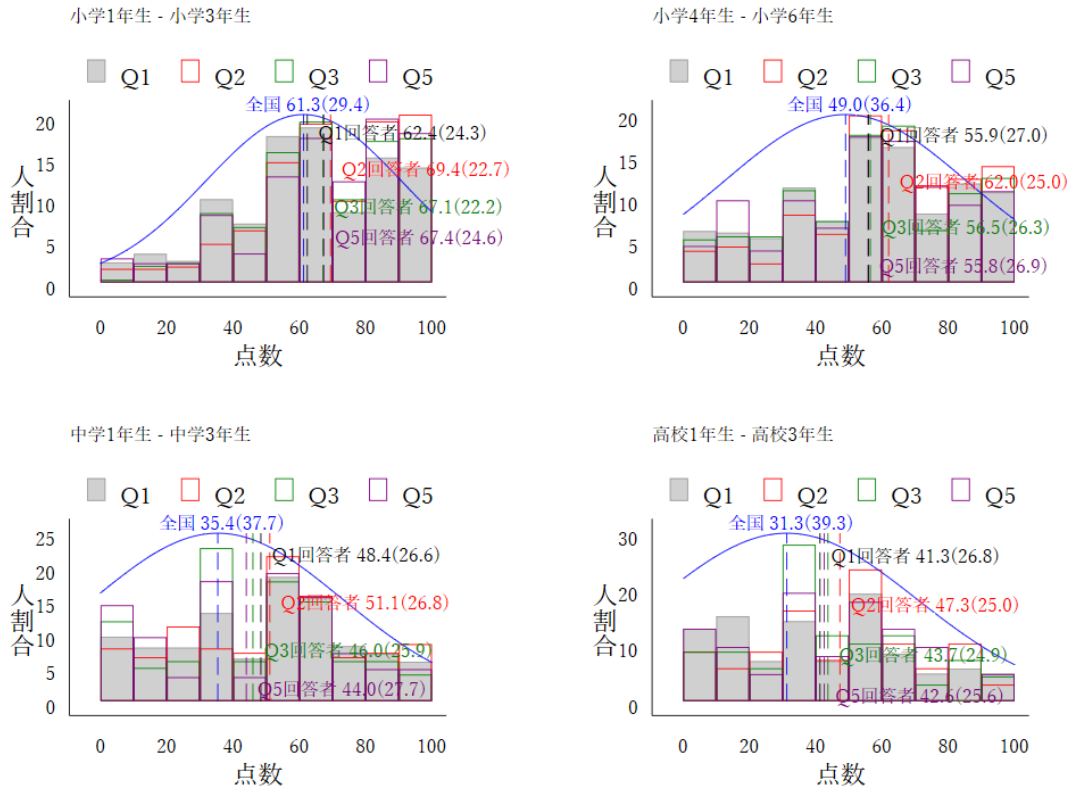 小学1年生 - 小学3年生
Q1 Q2 Q3 Q5
全国 61.3(29.4)
Q1回答者 62.4(24.3)
Q2回答者 69.4(22.7)
Q3回答者 67.1(22.2)
Q5回答者 67.4(24.6)
人割合
20
15
10
5
0
0 20 40 60 80 100
点数
小学4年生 - 小学6年生
Q1 Q2 Q3 Q5
全国 49.0(36.4)
Q1回答者 55.9(27.0)
Q2回答者 62.0(25.0)
Q3回答者 56.5(26.3)
Q5回答者 55.8(26.9)
人割合
20
15
10
5
0
0 20 40 60 80 100
点数
中学1年生 - 中学3年生
Q1 Q2 Q3 Q5
全国 35.4(37.7)
Q1回答者 48.4(26.6)
Q2回答者 51.1(26.8)
Q3回答者 46.0(25.9)
Q5回答者 44.0(27.7)
人割合
25
20
15
10
5
0
0 20 40 60 80 100
点数
高校1年生 - 高校3年生
Q1 Q2 Q3 Q5
全国 31.3(39.3)
Q1回答者 41.3(26.8)
Q2回答者 47.3(25.0)
Q3回答者 43.7(24.9)
Q5回答者 42.6(25.6)
人割合
30
20
10
0
0 20 40 60 80 100
点数